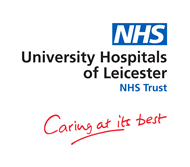 NHS
University Hospitals
of Leicester
NHS Trust
Caring at its best